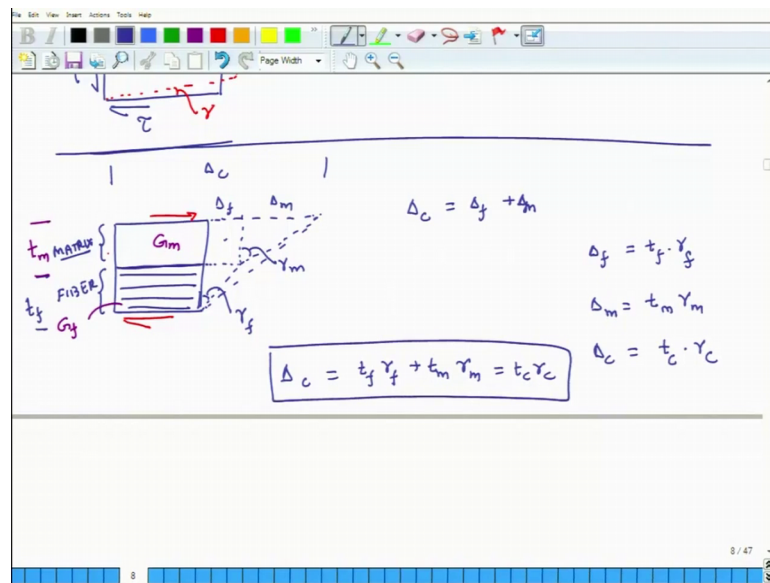 File Edit View Insert Actions Tools Help
B I
Page Width
τ γ
Δc
Δf Δm
Δc = Δf + Δm
tm MATRIX Gm
γm
Δf = tf · γf
FIBER
tf Gf γf
Δm = tm γm
Δc = tf γf + tm γm = tc γc
Δc = tc · γc
8 / 47
8